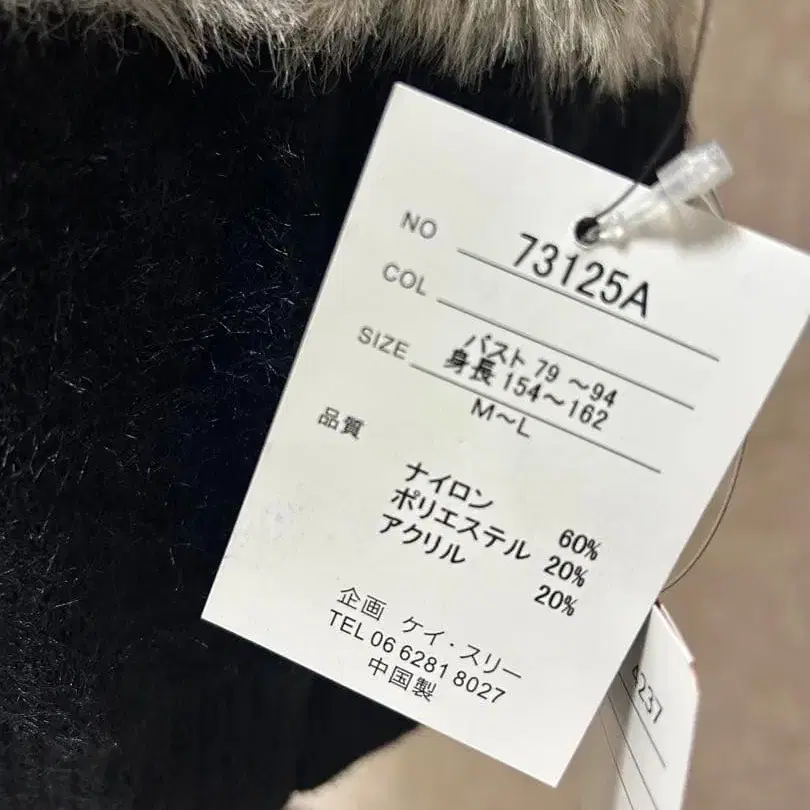 NO 73125A
COL
SIZE バスト 79 ～94
身長 154～162
M～L
品質
ナイロン 60%
ポリエステル 20%
アクリル 20%
企画 ケイ・スリー
TEL 06 6281 8027
中国製
4237